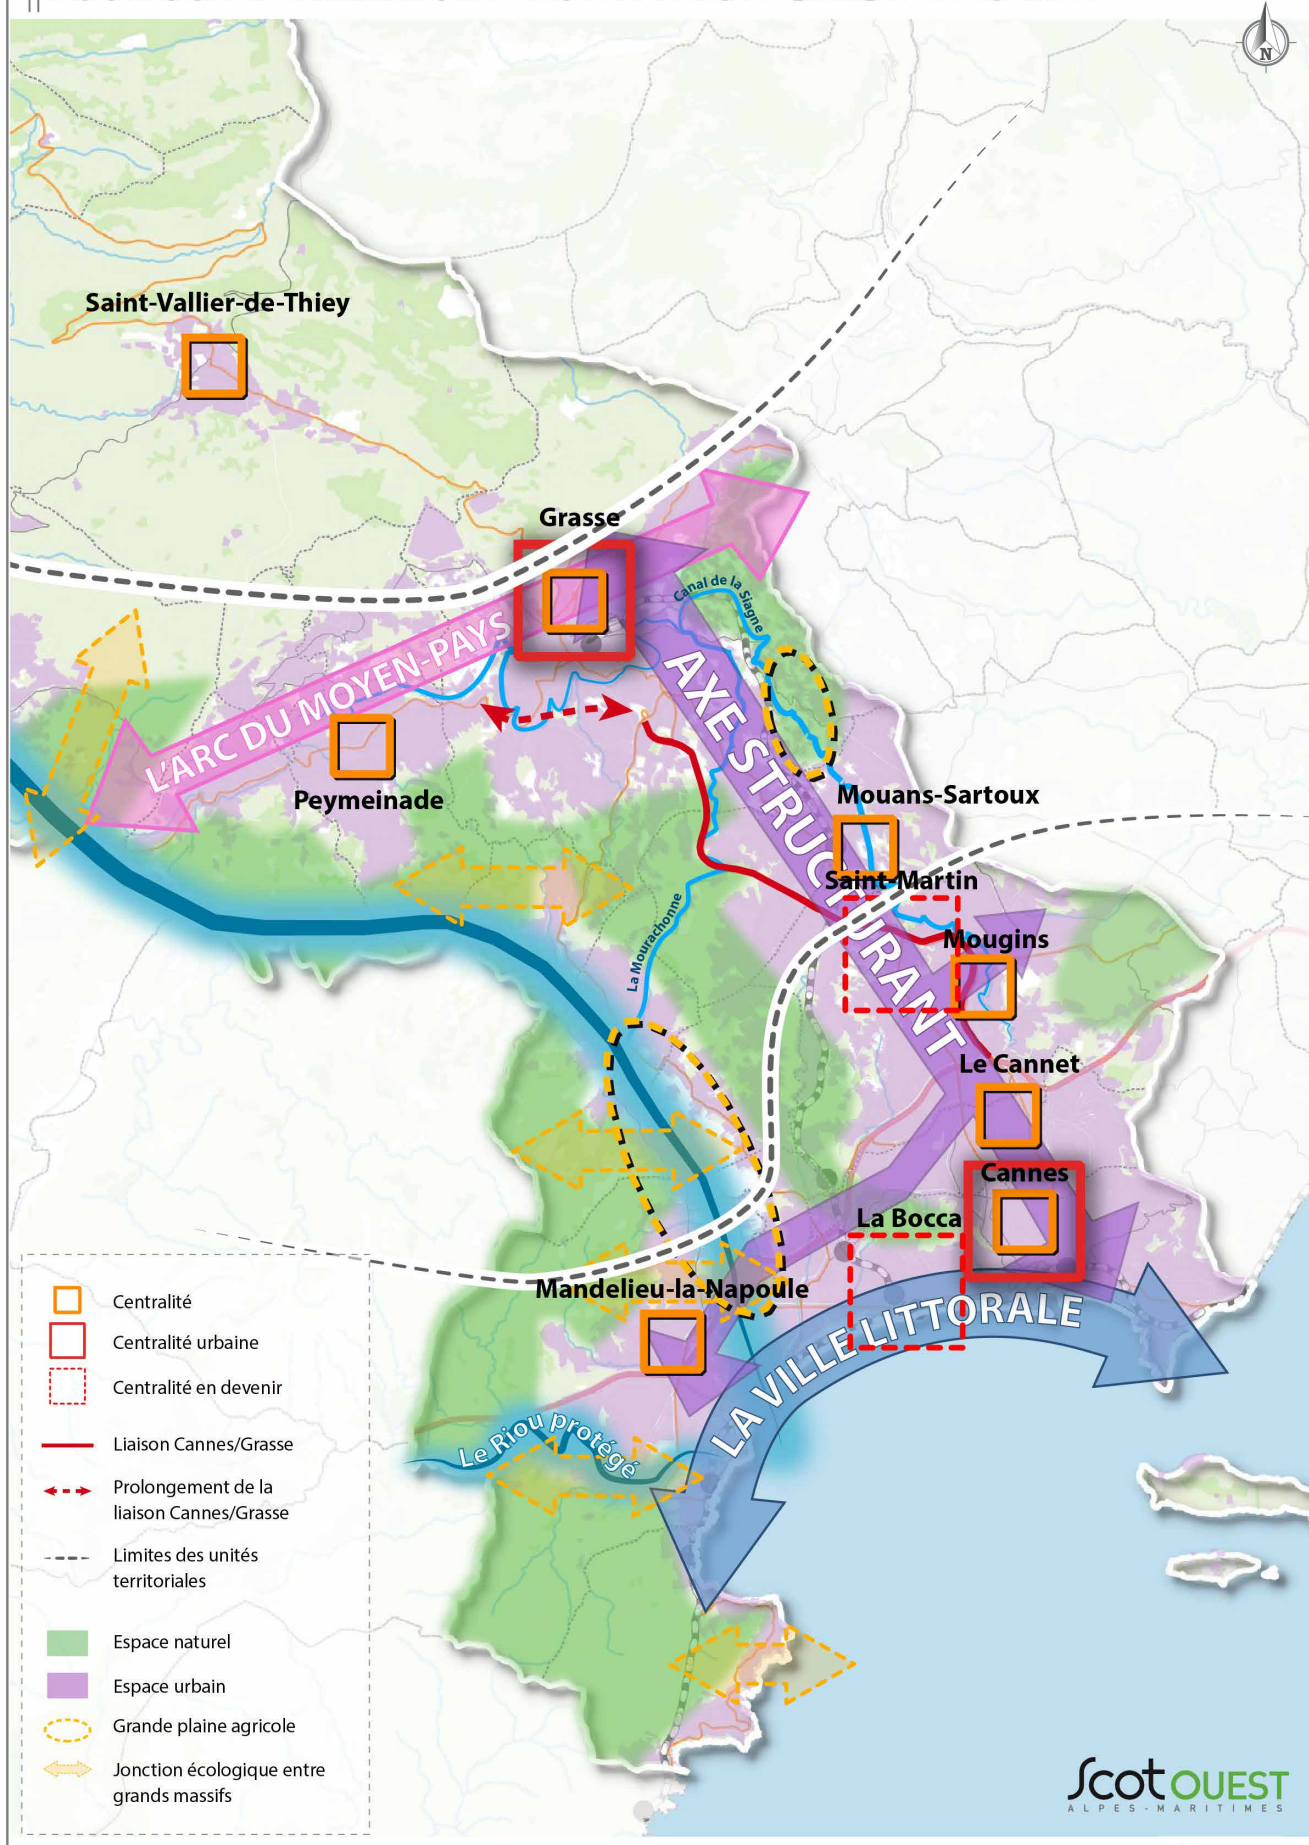 N
Saint-Vallier-de-Thiey
Grasse
Canal de la Siagne
L'ARC DU MOYEN-PAYS
AXE STRUCTURANT
Peymeinade
Mouans-Sartoux
Saint-Martin
La Mourachonne
Mougins
Le Cannet
Cannes
La Bocca
Mandelieu-la-Napoule
LA VILLE LITTORALE
Le Riou protégé
Centralité
Centralité urbaine
Centralité en devenir
Liaison Cannes/Grasse
Prolongement de la
liaison Cannes/Grasse
Limites des unités
territoriales
Espace naturel
Espace urbain
Grande plaine agricole
Jonction écologique entre
grands massifs
Scot OUEST
ALPES-MARITIMES